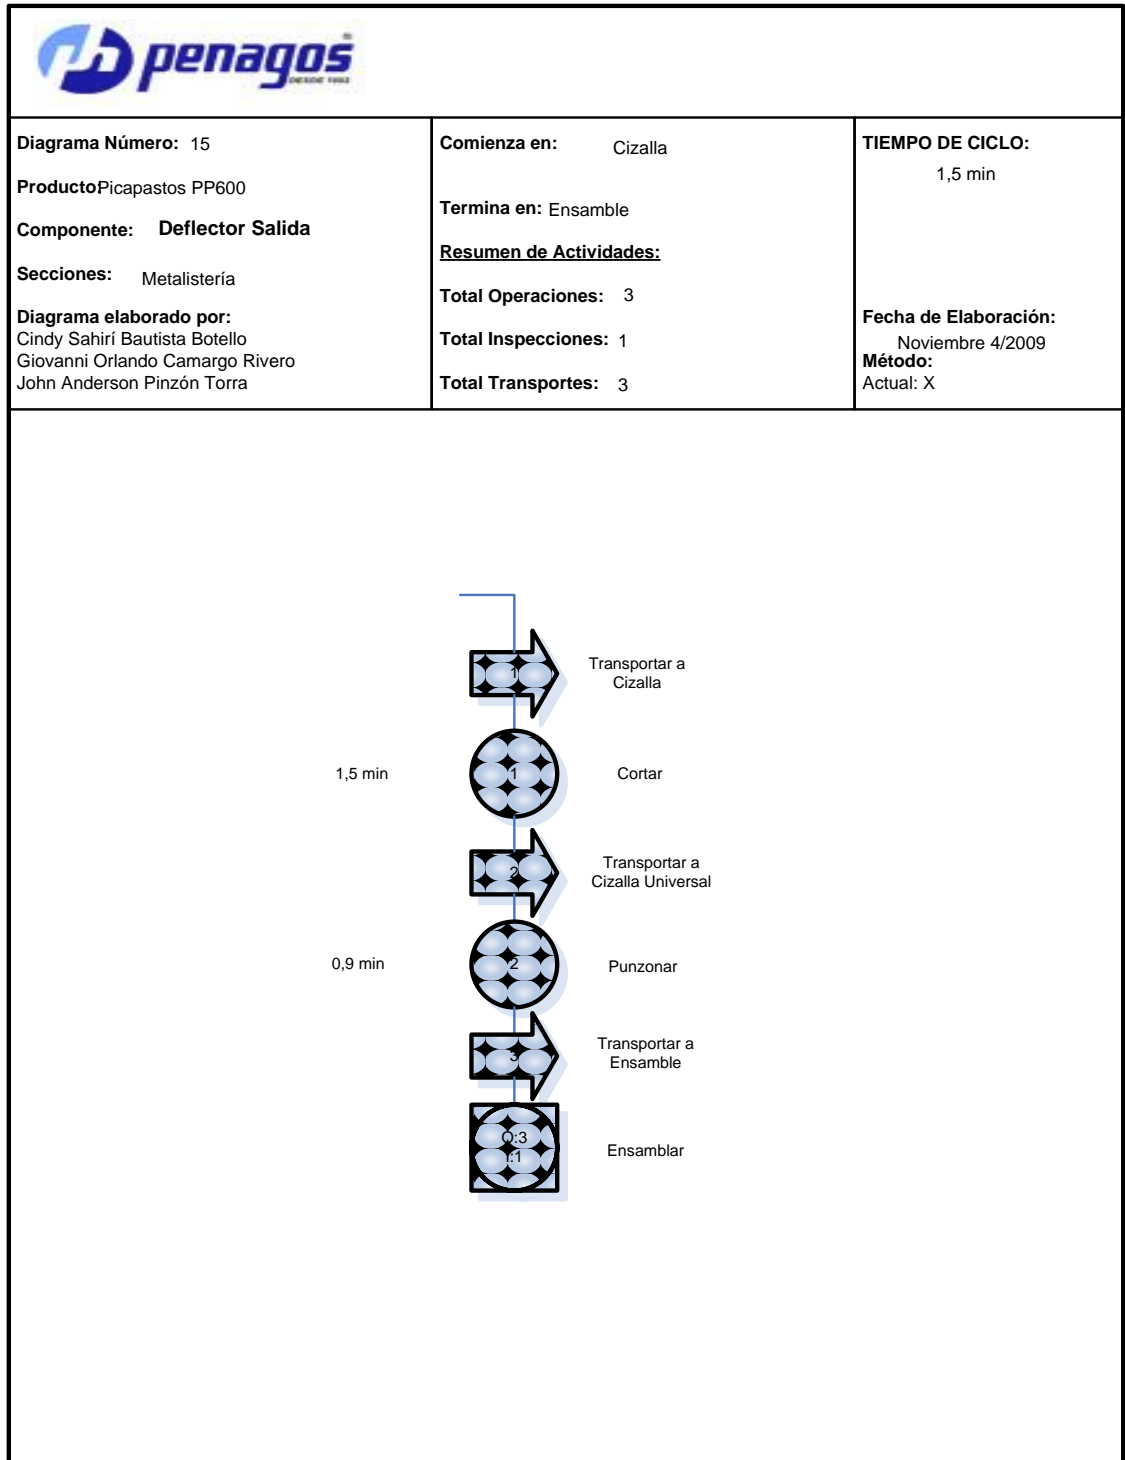 penagos
DESDE 1892
Diagrama Número: 15
Producto: Picapastos PP600
Componente: Deflector Salida
Secciones: Metalistería
Diagrama elaborado por:
Cindy Sahirí Bautista Botello
Giovanni Orlando Camargo Rivero
John Anderson Pinzón Torra
Comienza en: Cizalla
Termina en: Ensamble
Resumen de Actividades:
Total Operaciones: 3
Total Inspecciones: 1
Total Transportes: 3
TIEMPO DE CICLO:
1,5 min
Fecha de Elaboración:
Noviembre 4/2009
Método:
Actual: X
1
Transportar a
Cizalla
1,5 min
1
Cortar
2
Transportar a
Cizalla Universal
0,9 min
2
Punzonar
3
Transportar a
Ensamble
O:3
I:1
Ensamblar